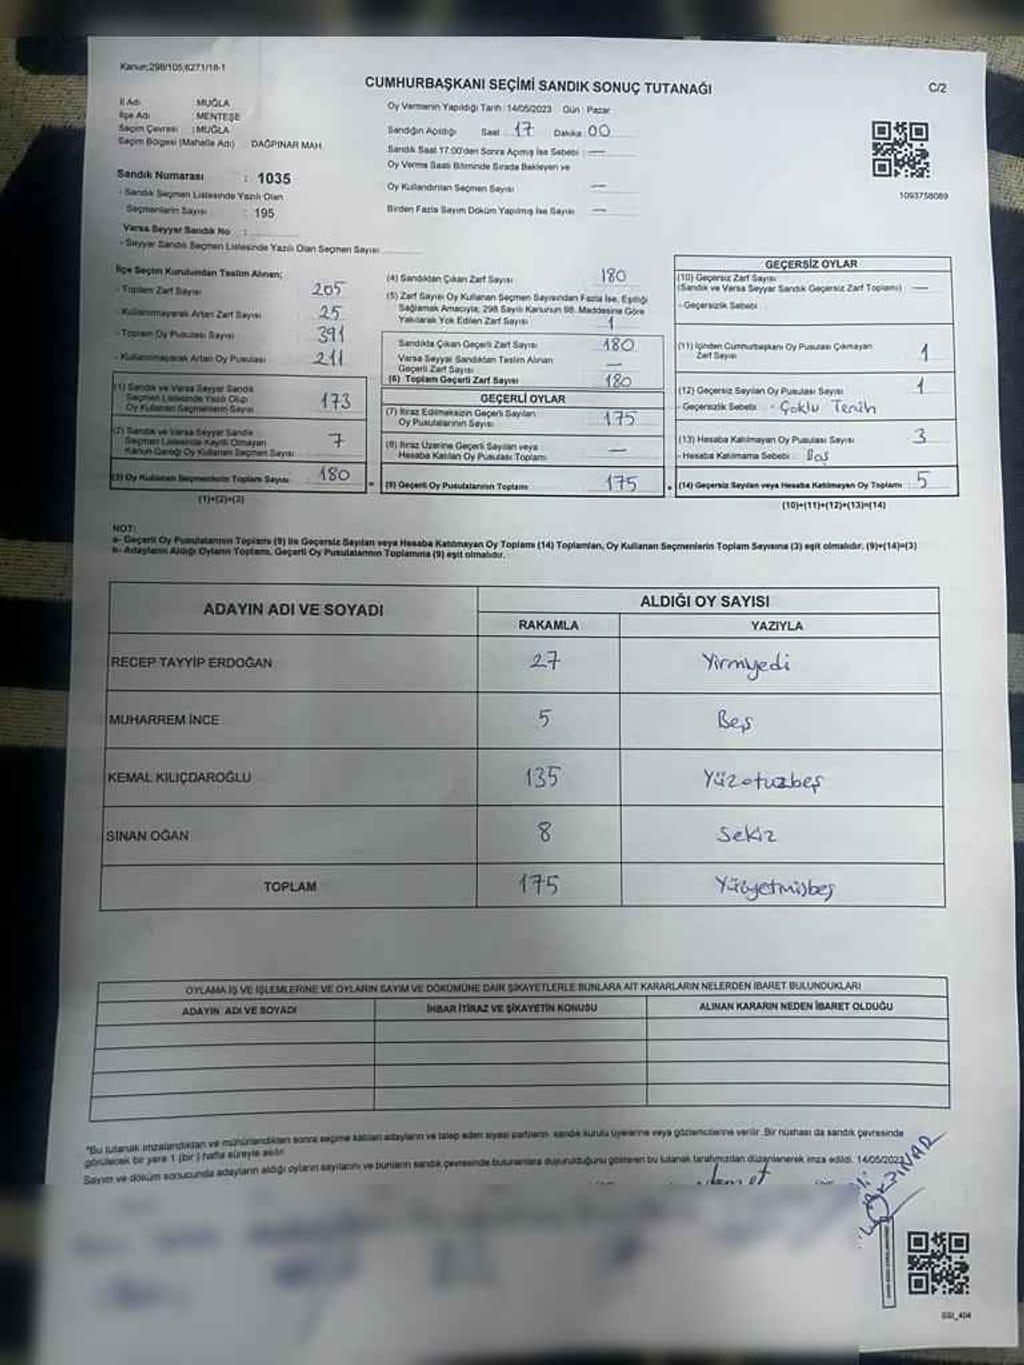 Kanun:298/105,6271/18-1
CUMHURBAŞKANI SEÇİMİ SANDIK SONUÇ TUTANAĞI
C/2
İl Adı : MUĞLA
İlçe Adı : MENTEŞE
Seçim Çevresi : MUĞLA
Seçim Bölgesi (Mahalle Adı) : DAĞPINAR MAH.
Sandık Numarası : 1035
- Sandık Seçmen Listesinde Yazılı Olan
Seçmenlerin Sayısı : 195
Varsa Seyyar Sandık No :
- Seyyar Sandık Seçmen Listesinde Yazılı Olan Seçmen Sayısı
Oy Vermenin Yapıldığı Tarih : 14/05/2023 Gün : Pazar
Sandığın Açıldığı Saat 17 Dakika 00
Sandık Saat 17:00'den Sonra Açılmış İse Sebebi : —
Oy Verme Saati Bitiminde Sırada Bekleyen ve
Oy Kullandırılan Seçmen Sayısı —
Birden Fazla Sayım Döküm Yapılmış İse Sayısı —
1093758089
İlçe Seçim Kurulundan Teslim Alınan;
- Toplam Zarf Sayısı 205
- Kullanılmayarak Artan Zarf Sayısı 25
- Toplam Oy Pusulası Sayısı 391
- Kullanılmayarak Artan Oy Pusulası 211
(1) Sandık ve Varsa Seyyar Sandık
Seçmen Listesinde Yazılı Olup
Oy Kullanan Seçmenlerin Sayısı 173
(2) Sandık ve Varsa Seyyar Sandık
Seçmen Listesinde Kayıtlı Olmayan
Kanun Gereği Oy Kullanan Seçmen Sayısı 7
(3) Oy Kullanan Seçmenlerin Toplam Sayısı 180
(1)+(2)=(3)
(4) Sandıktan Çıkan Zarf Sayısı 180
(5) Zarf Sayısı Oy Kullanan Seçmen Sayısından Fazla İse, Eşitliği
Sağlamak Amacıyla, 298 Sayılı Kanunun 98. Maddesine Göre
Yakılarak Yok Edilen Zarf Sayısı 1
Sandıkta Çıkan Geçerli Zarf Sayısı 180
Varsa Seyyar Sandıktan Teslim Alınan
Geçerli Zarf Sayısı —
(6) Toplam Geçerli Zarf Sayısı 180
GEÇERLİ OYLAR
(7) İtiraz Edilmeksizin Geçerli Sayılan
Oy Pusulalarının Sayısı 175
(8) İtiraz Üzerine Geçerli Sayılan veya
Hesaba Katılan Oy Pusulası Toplamı —
(9) Geçerli Oy Pusulalarının Toplamı 175
GEÇERSİZ OYLAR
(10) Geçersiz Zarf Sayısı
(Sandık ve Varsa Seyyar Sandık Geçersiz Zarf Toplamı) : —
- Geçersizlik Sebebi :
(11) İçinden Cumhurbaşkanı Oy Pusulası Çıkmayan
Zarf Sayısı 1
(12) Geçersiz Sayılan Oy Pusulası Sayısı 1
- Geçersizlik Sebebi : Çoklu Tercih
(13) Hesaba Katılmayan Oy Pusulası Sayısı 3
- Hesaba Katılmama Sebebi : Boş
(14) Geçersiz Sayılan veya Hesaba Katılmayan Oy Toplamı : 5
(10)+(11)+(12)+(13)=(14)
NOT:
a- Geçerli Oy Pusulalarının Toplamı (9) ile Geçersiz Sayılan veya Hesaba Katılmayan Oy Toplamı (14) Toplamları, Oy Kullanan Seçmenlerin Toplam Sayısına (3) eşit olmalıdır. (9)+(14)=(3)
b- Adayların Aldığı Oyların Toplamı, Geçerli Oy Pusulalarının Toplamına (9) eşit olmalıdır.
ADAYIN ADI VE SOYADI
ALDIĞI OY SAYISI
RAKAMLA YAZIYLA
RECEP TAYYİP ERDOĞAN 27 Yirmyedi
MUHARREM İNCE 5 Beş
KEMAL KILIÇDAROĞLU 135 Yüzotuzbeş
SİNAN OĞAN 8 Sekiz
TOPLAM 175 Yüzyetmişbeş
OYLAMA İŞ VE İŞLEMLERİNE VE OYLARIN SAYIM VE DÖKÜMÜNE DAİR ŞİKAYETLERLE BUNLARA AİT KARARLARIN NELERDEN İBARET BULUNDUKLARI
ADAYIN ADI VE SOYADI İHBAR İTİRAZ VE ŞİKAYETİN KONUSU ALINAN KARARIN NEDEN İBARET OLDUĞU
"Bu tutanak imzalandıktan ve mühürlendikten sonra seçime katılan adayların ve talep eden siyasi partilerin sandık kurulu üyelerine veya gözlemcilerine verilir. Bir nüshası da sandık çevresinde
görülecek bir yere 1 (bir) hafta süreyle asılır.
Sayım ve döküm sonucunda adayların aldığı oyların sayılarını ve bunların sandık çevresinde bulunanlara duyurulduğunu gösteren bu tutanak tarafımızdan düzenlenerek imza edildi. 14/05/2023
SSI_404